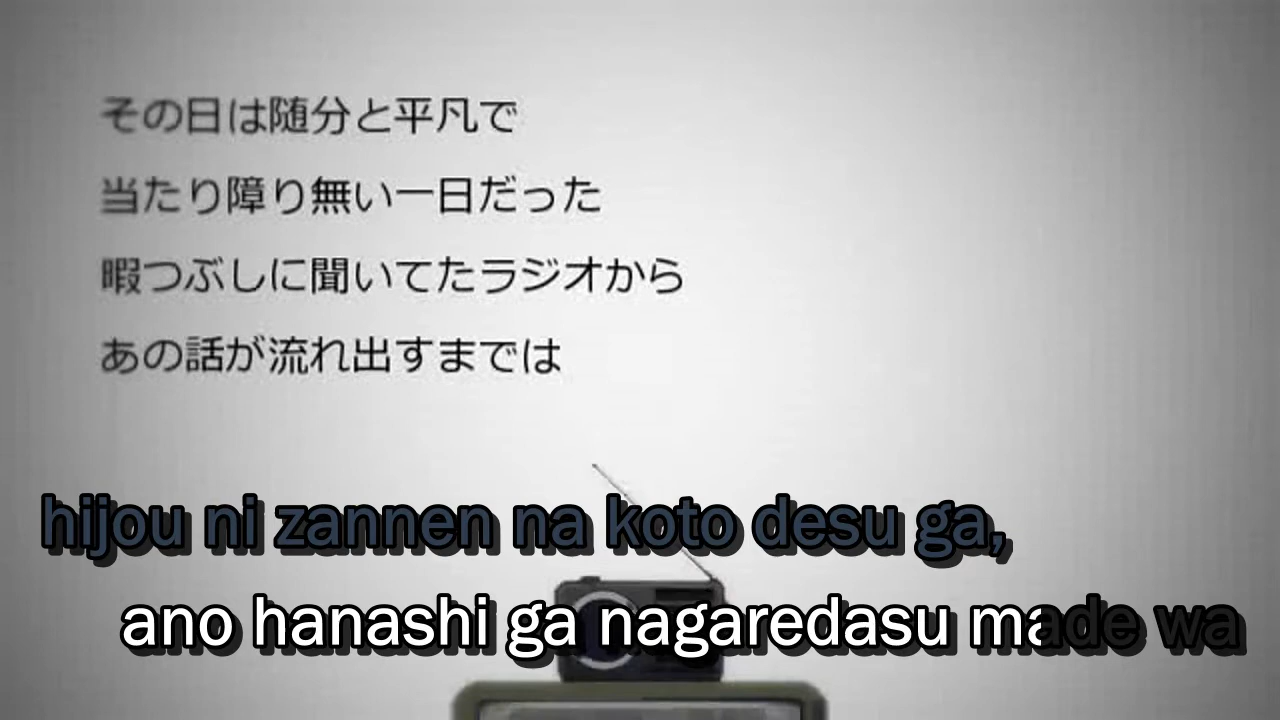 その日は随分と平凡で
当たり障り無い一日だった
暇つぶしに聞いてたラジオから
あの話が流れ出すまでは
hijou ni zannen na koto desu ga,
ano hanashi ga nagaredasu made wa